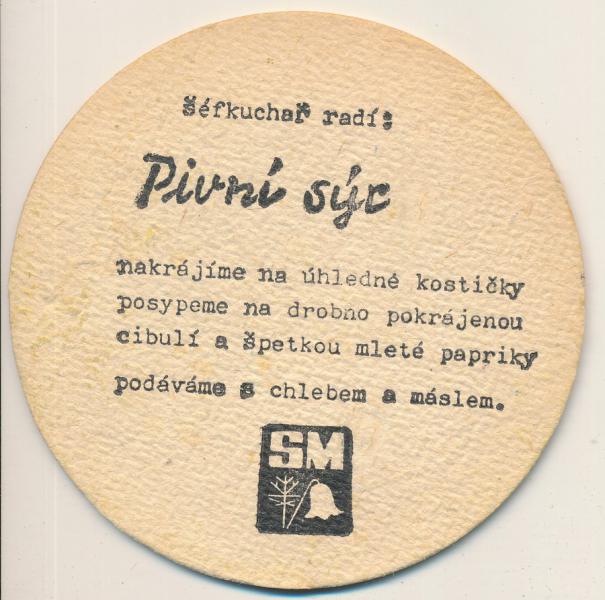 šéfkuchař radí:
Pivní sýr
nakrájíme na úhledné kostičky
posypeme na drobno pokrájenou
cibulí a špetkou mleté papriky
podáváme s chlebem a máslem.
SM